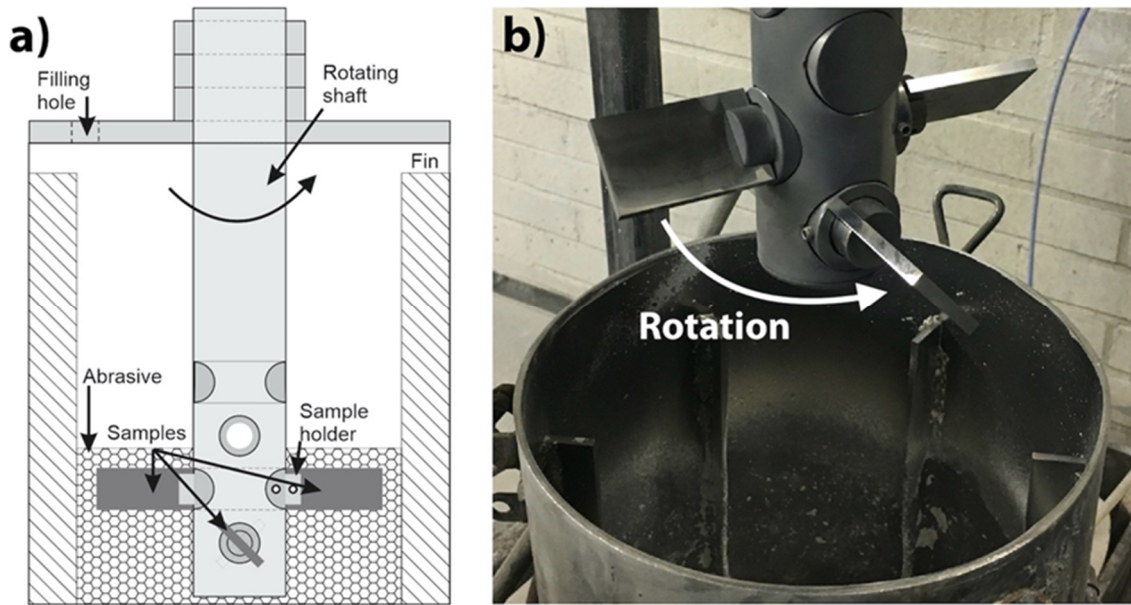 a)
Filling
hole
Rotating
shaft
Fin
Abrasive
Samples
Sample
holder
b)
Rotation